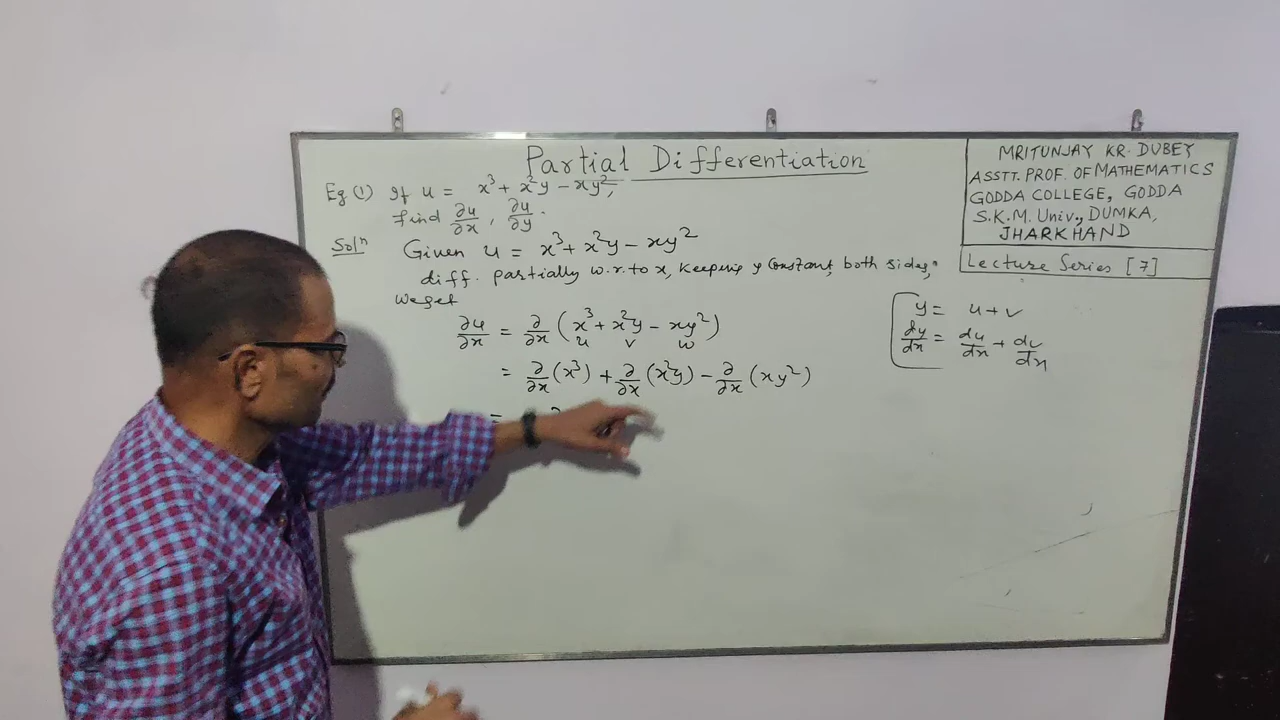 Partial Differentiation
Eg (1) If u = x³ + x²y − xy²,
find ∂u/∂x, ∂u/∂y.
Solⁿ Given u = x³ + x²y − xy²
diff. partially w.r.to x, keeping y constant, both sides,
we get
∂u/∂x = ∂/∂x (x³ + x²y − xy²)
u v w
= ∂/∂x (x³) + ∂/∂x (x²y) − ∂/∂x (xy²)
=
y = u + v
dy/dx = du/dx + dv/dx
MRITUNJAY KR. DUBEY
ASSTT. PROF. OF MATHEMATICS
GODDA COLLEGE, GODDA
S.K.M. Univ., DUMKA,
JHARKHAND
Lecture Series [7]